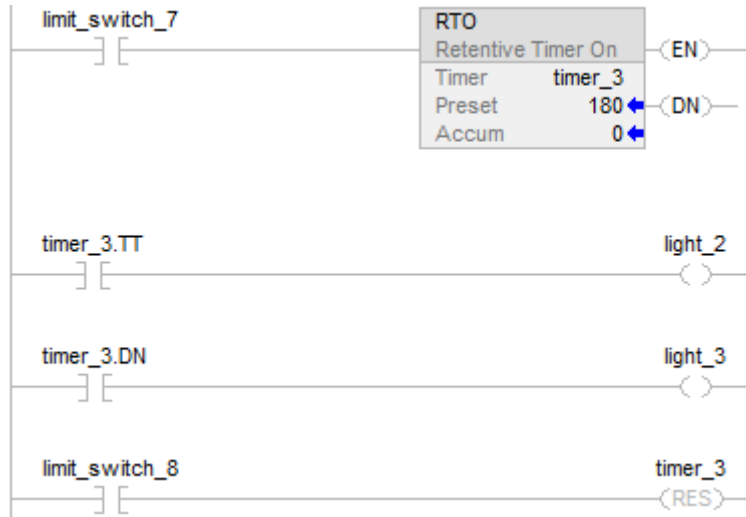 limit_switch_7
RTO
Retentive Timer On
EN
Timer timer_3
Preset 180
DN
Accum 0
timer_3.TT
light_2
timer_3.DN
light_3
limit_switch_8
timer_3
RES